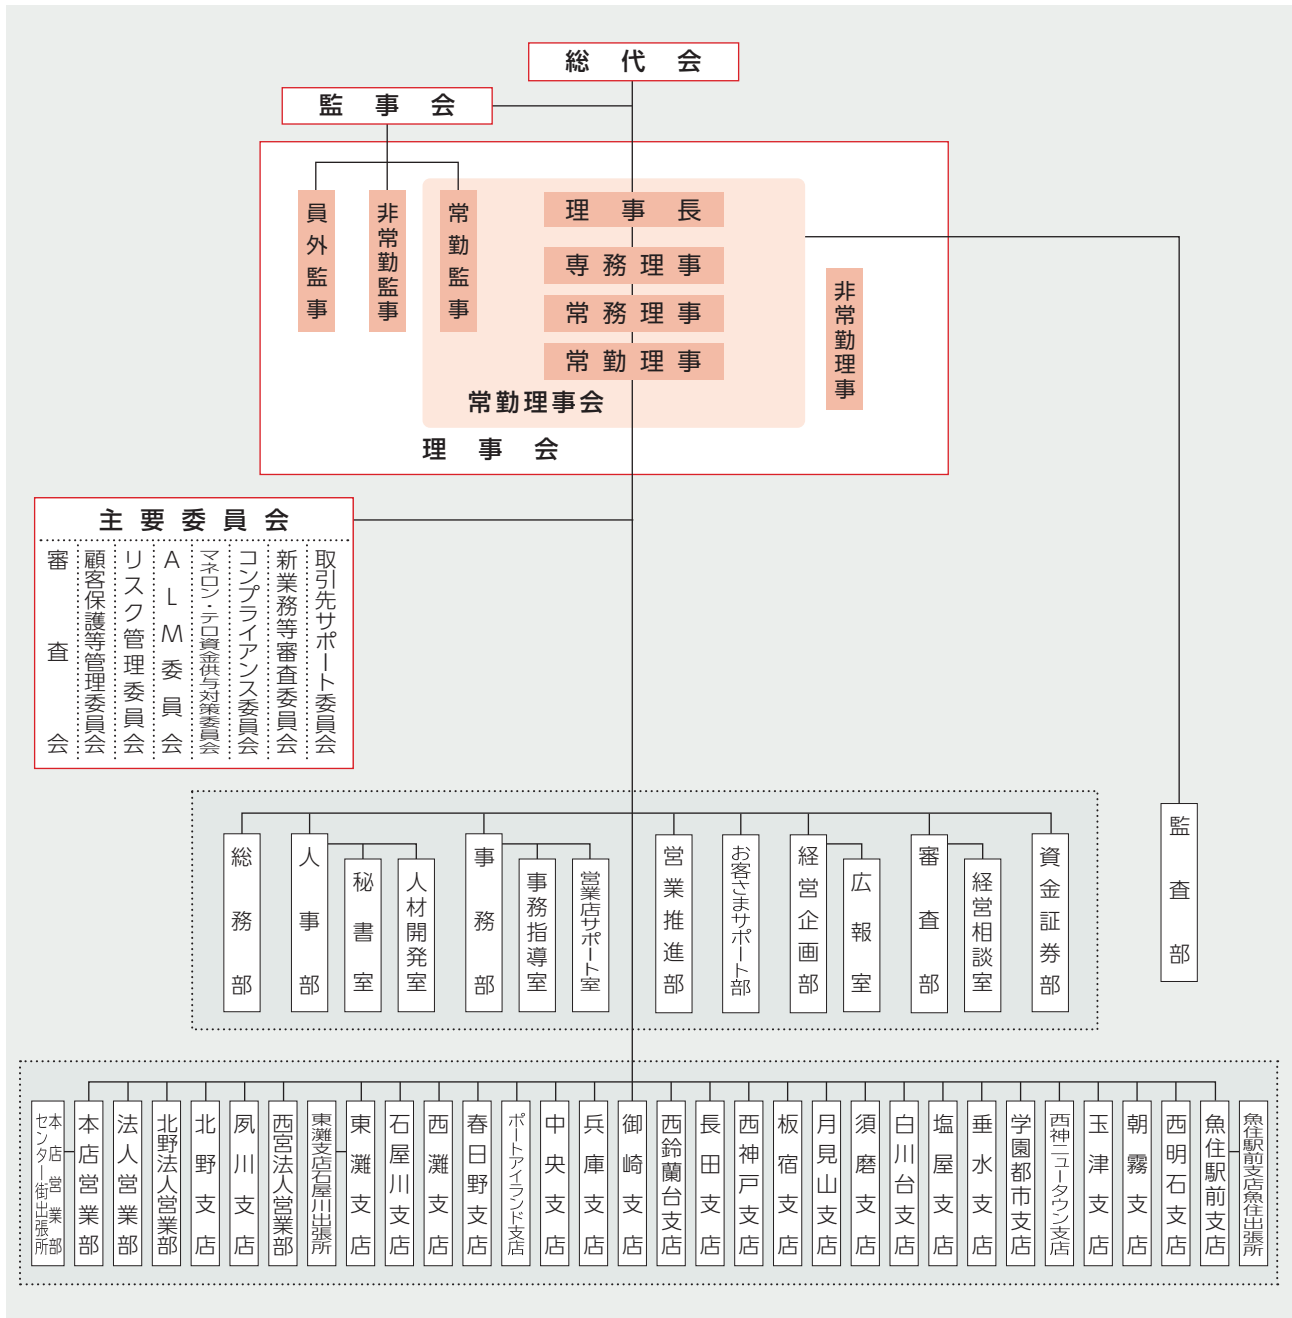 総代会
監事会
員外監事
非常勤監事
常勤監事
理事長
専務理事
常務理事
常勤理事
常勤理事会
非常勤理事
理事会
主要委員会
審査会
顧客保護等管理委員会
リスク管理委員会
ALM委員会
マネロン・テロ資金供与対策委員会
コンプライアンス委員会
新業務等審査委員会
取引先サポート委員会
総務部
人事部
秘書室
人材開発室
事務部
事務指導室
営業店サポート室
営業推進部
お客さまサポート部
経営企画部
広報室
審査部
経営相談室
資金証券部
監査部
本店営業部
センター街出張所
本店営業部
法人営業部
北野法人営業部
北野支店
夙川支店
西宮法人営業部
東灘支店石屋川出張所
東灘支店
石屋川支店
西灘支店
春日野支店
ポートアイランド支店
中央支店
兵庫支店
御崎支店
西鈴蘭台支店
長田支店
西神戸支店
板宿支店
月見山支店
須磨支店
白川台支店
塩屋支店
垂水支店
学園都市支店
西神ニュータウン支店
玉津支店
朝霧支店
西明石支店
魚住駅前支店
魚住駅前支店魚住出張所